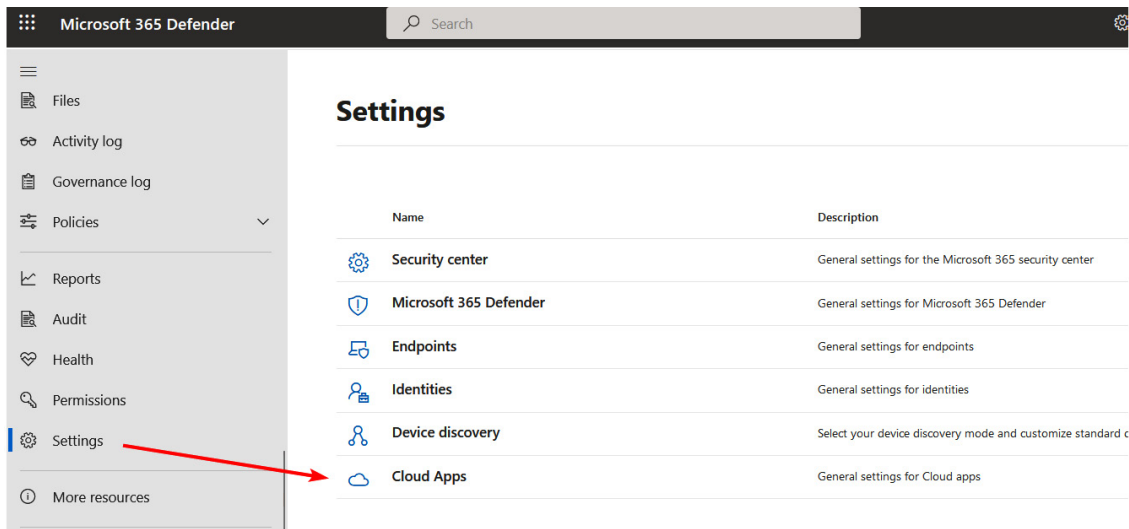 Microsoft 365 Defender
Search
Files
Activity log
Governance log
Policies
Reports
Audit
Health
Permissions
Settings
More resources
Settings
Name Description
Security center General settings for the Microsoft 365 security center
Microsoft 365 Defender General settings for Microsoft 365 Defender
Endpoints General settings for endpoints
Identities General settings for identities
Device discovery Select your device discovery mode and customize standard
Cloud Apps General settings for Cloud apps